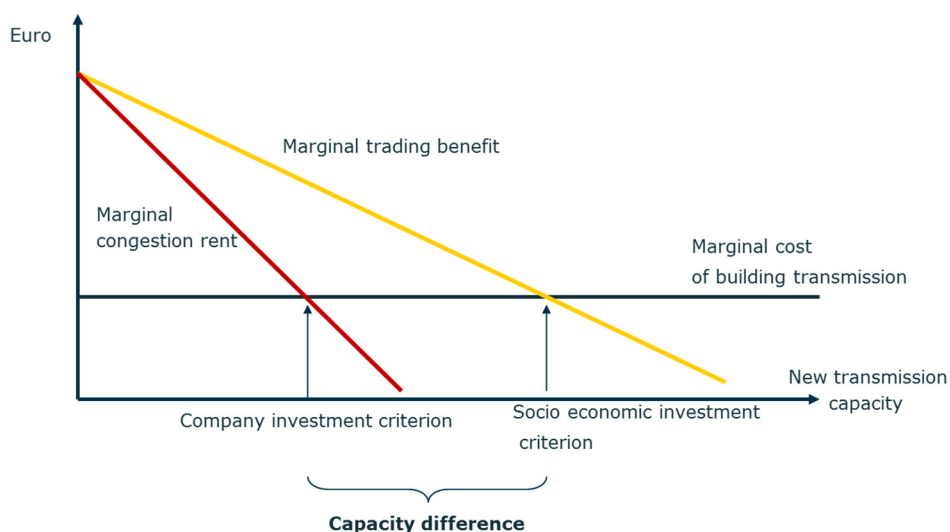 Euro
Marginal trading benefit
Marginal
congestion rent
Marginal cost
of building transmission
New transmission
capacity
Company investment criterion
Socio economic investment
criterion
Capacity difference